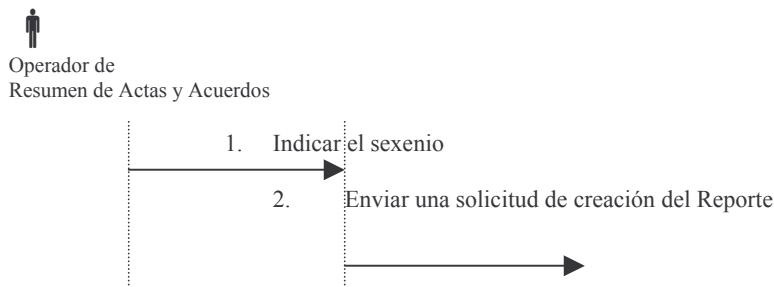 Operador de
Resumen de Actas y Acuerdos
1. Indicar el sexenio
2. Enviar una solicitud de creación del Reporte